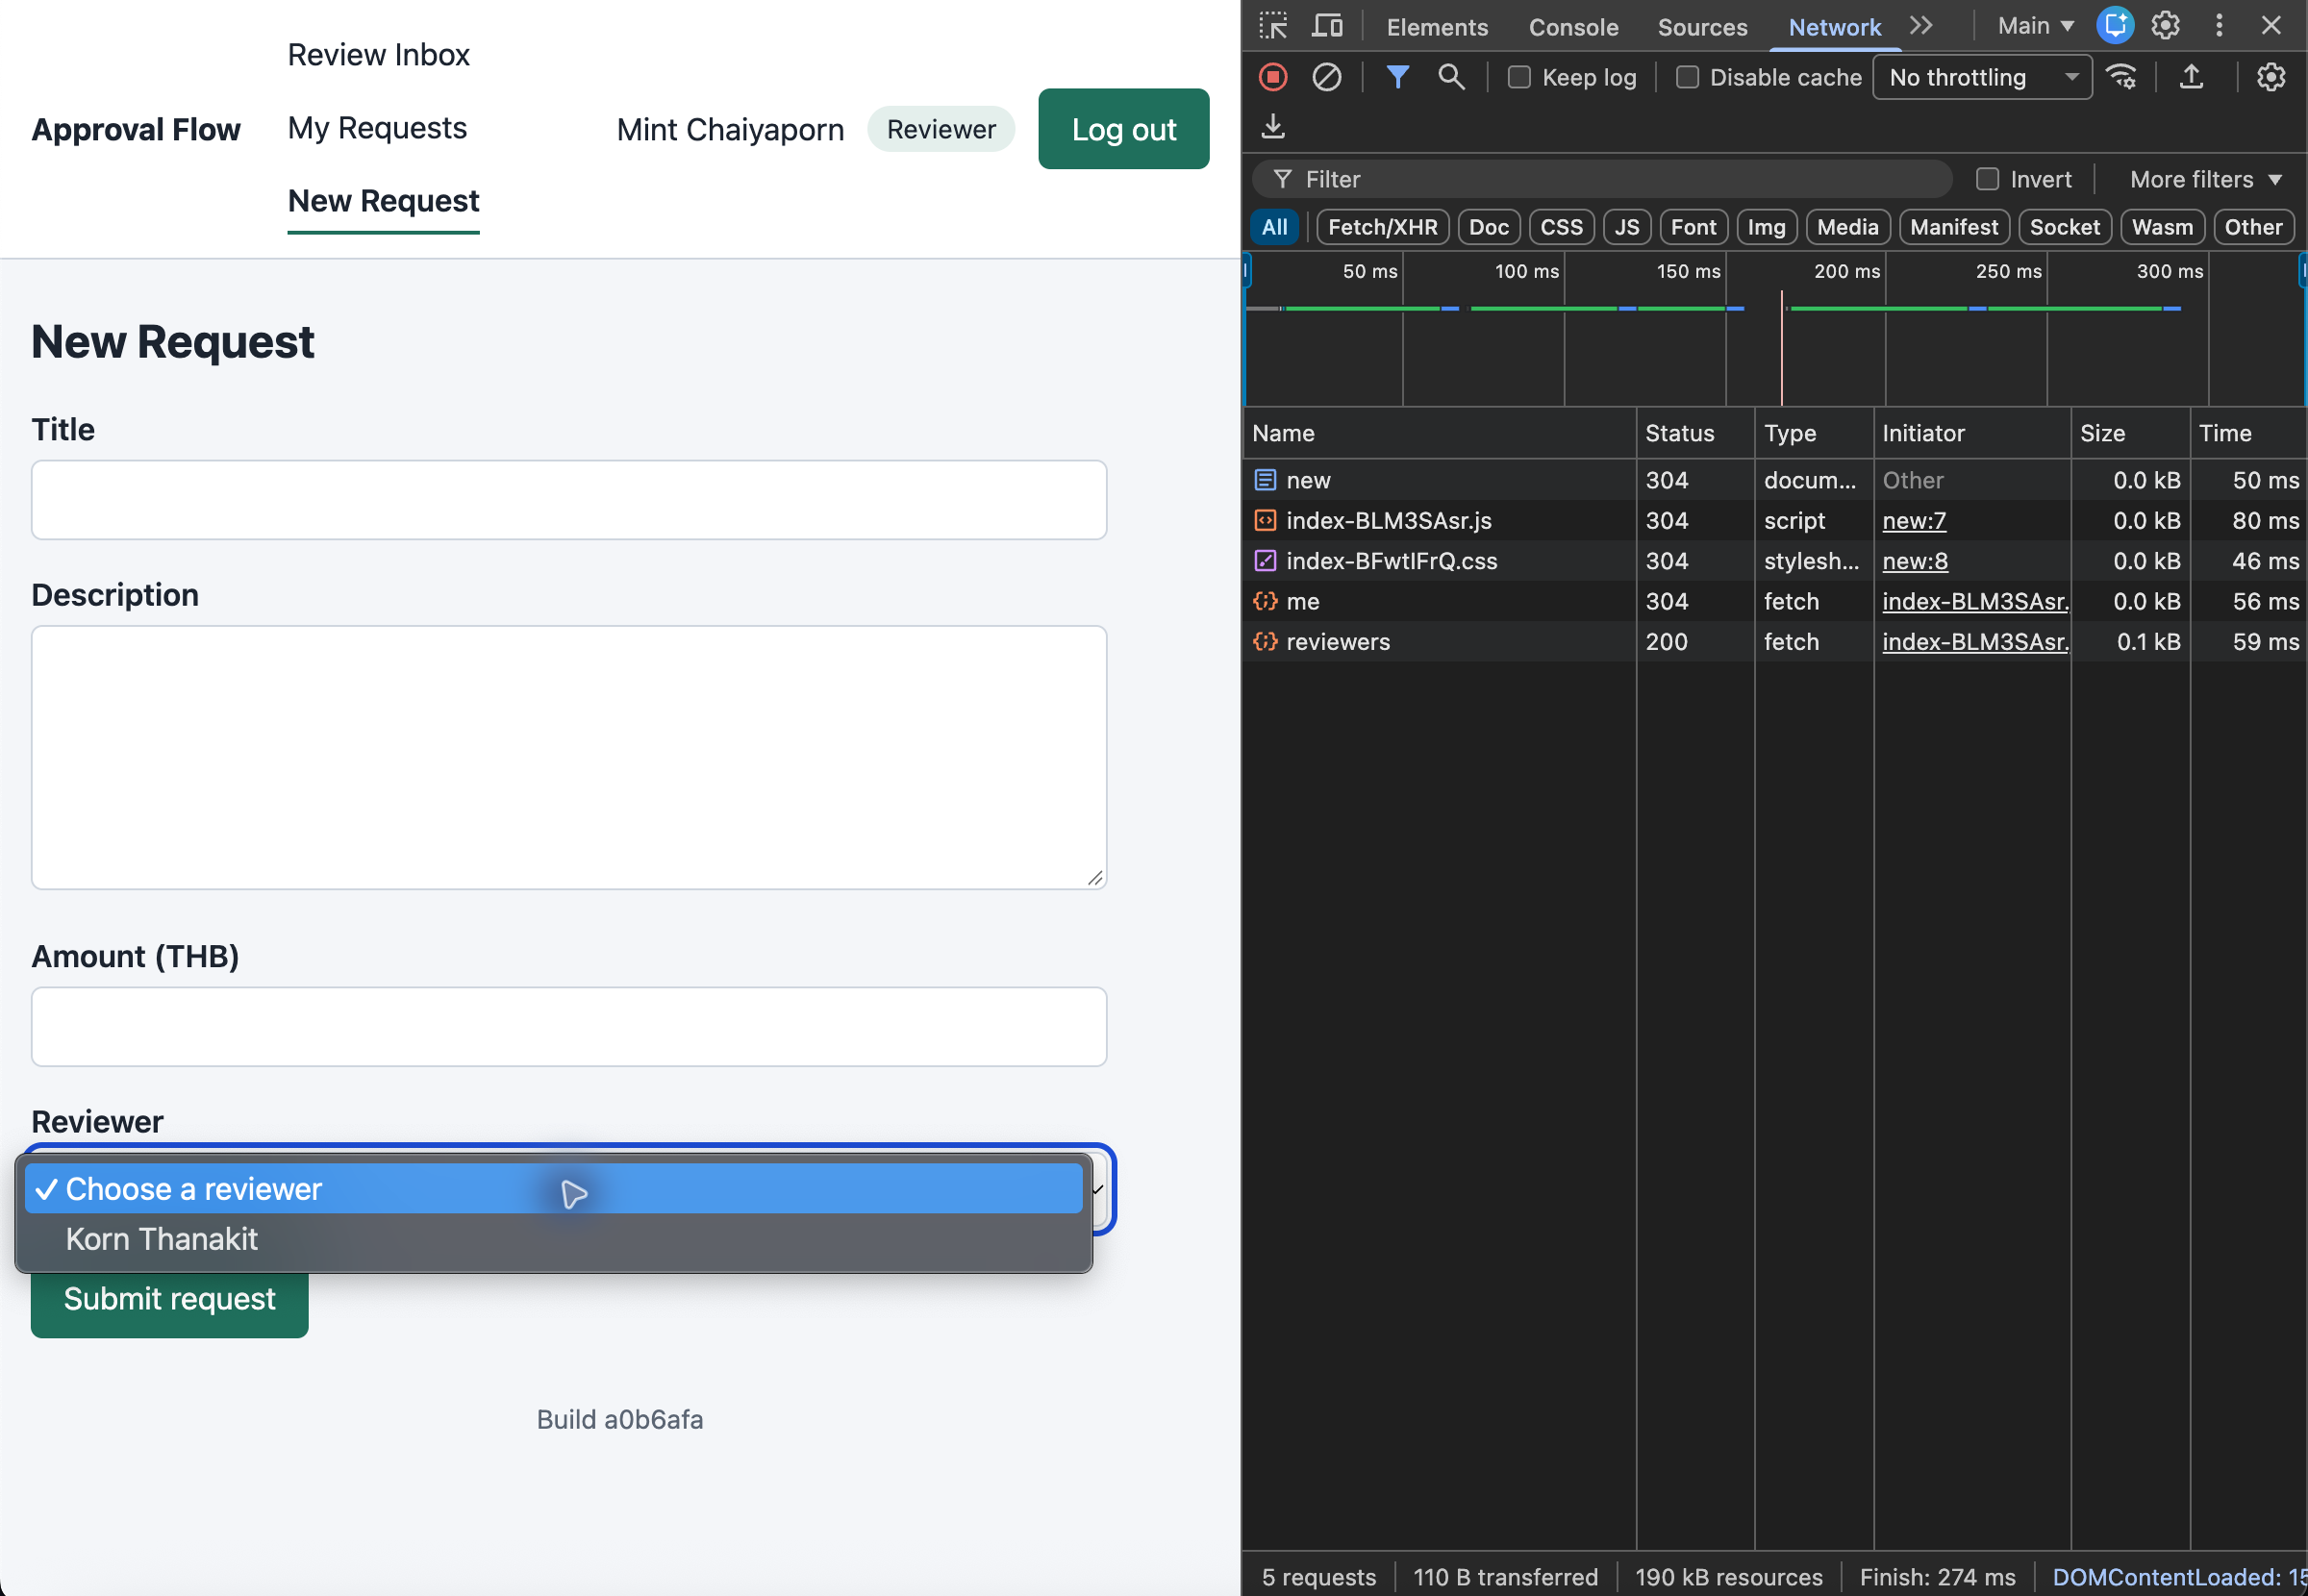 Review Inbox
Approval Flow
My Requests
New Request
Mint Chaiyaporn
Reviewer
Log out
New Request
Title
Description
Amount (THB)
Reviewer
✓ Choose a reviewer
Korn Thanakit
Submit request
Build a0b6afa
Elements Console Sources Network Main
Keep log Disable cache No throttling
Filter Invert More filters
All Fetch/XHR Doc CSS JS Font Img Media Manifest Socket Wasm Other
50 ms 100 ms 150 ms 200 ms 250 ms 300 ms
Name Status Type Initiator Size Time
new 304 docum... Other 0.0 kB 50 ms
index-BLM3SAsr.js 304 script new:7 0.0 kB 80 ms
index-BFwtIFrQ.css 304 stylesh... new:8 0.0 kB 46 ms
me 304 fetch index-BLM3SAsr. 0.0 kB 56 ms
reviewers 200 fetch index-BLM3SAsr. 0.1 kB 59 ms
5 requests 110 B transferred 190 kB resources Finish: 274 ms DOMContentLoaded: 15